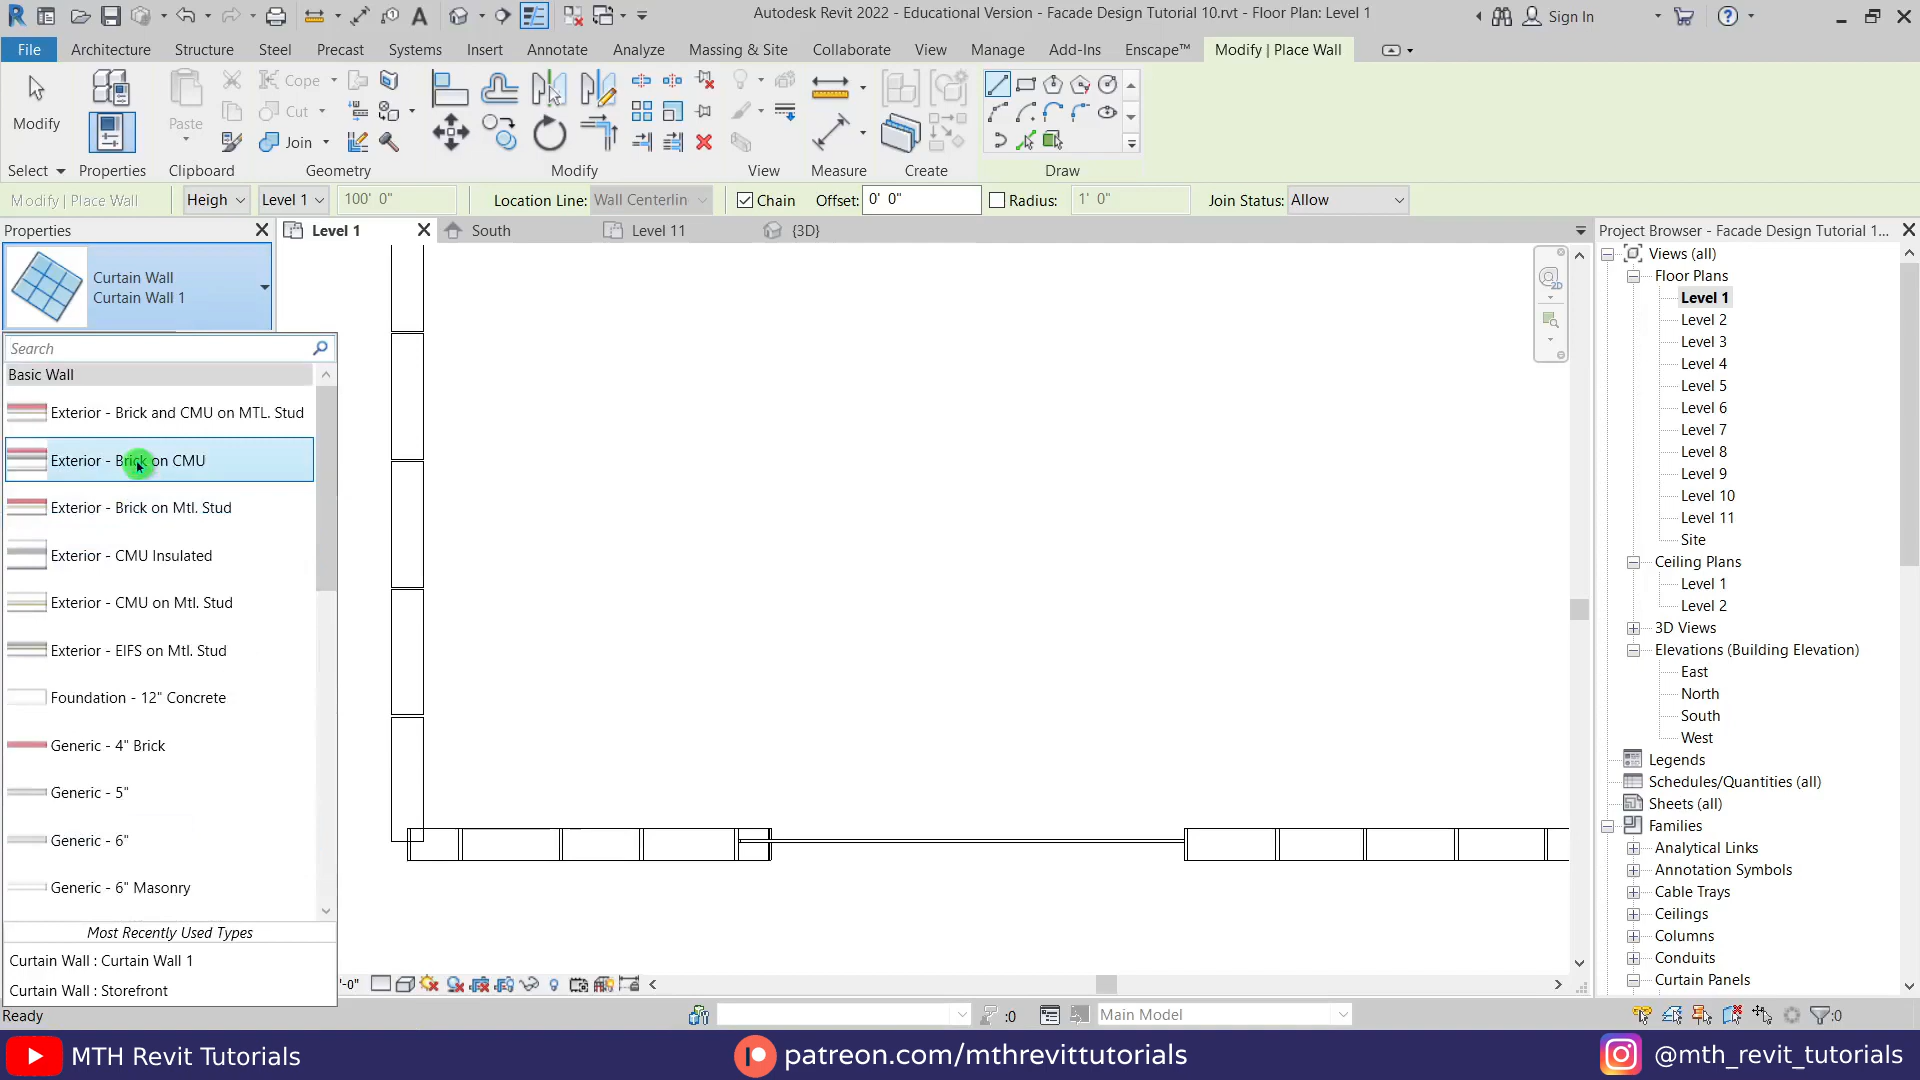 Autodesk Revit 2022 - Educational Version - Facade Design Tutorial 10.rvt - Floor Plan: Level 1
Sign In
File Architecture Structure Steel Precast Systems Insert Annotate Analyze Massing & Site Collaborate View Manage Add-Ins Enscape™ Modify | Place Wall
Modify
Paste
Cope
Cut
Join
Select Properties Clipboard Geometry Modify View Measure Create Draw
Modify | Place Wall Heigh Level 1 100' 0" Location Line: Wall Centerlin Chain Offset: 0' 0" Radius: 1' 0" Join Status: Allow
Properties
Level 1 South Level 11 {3D}
Project Browser - Facade Design Tutorial 1...
Curtain Wall
Curtain Wall 1
Search
Basic Wall
Exterior - Brick and CMU on MTL. Stud
Exterior - Brick on CMU
Exterior - Brick on Mtl. Stud
Exterior - CMU Insulated
Exterior - CMU on Mtl. Stud
Exterior - EIFS on Mtl. Stud
Foundation - 12" Concrete
Generic - 4" Brick
Generic - 5"
Generic - 6"
Generic - 6" Masonry
Most Recently Used Types
Curtain Wall : Curtain Wall 1
Curtain Wall : Storefront
2D
Views (all)
Floor Plans
Level 1
Level 2
Level 3
Level 4
Level 5
Level 6
Level 7
Level 8
Level 9
Level 10
Level 11
Site
Ceiling Plans
Level 1
Level 2
3D Views
Elevations (Building Elevation)
East
North
South
West
Legends
Schedules/Quantities (all)
Sheets (all)
Families
Analytical Links
Annotation Symbols
Cable Trays
Ceilings
Columns
Conduits
Curtain Panels
'-0"
Ready
:0
Main Model
:0
MTH Revit Tutorials
patreon.com/mthrevittutorials
@mth_revit_tutorials